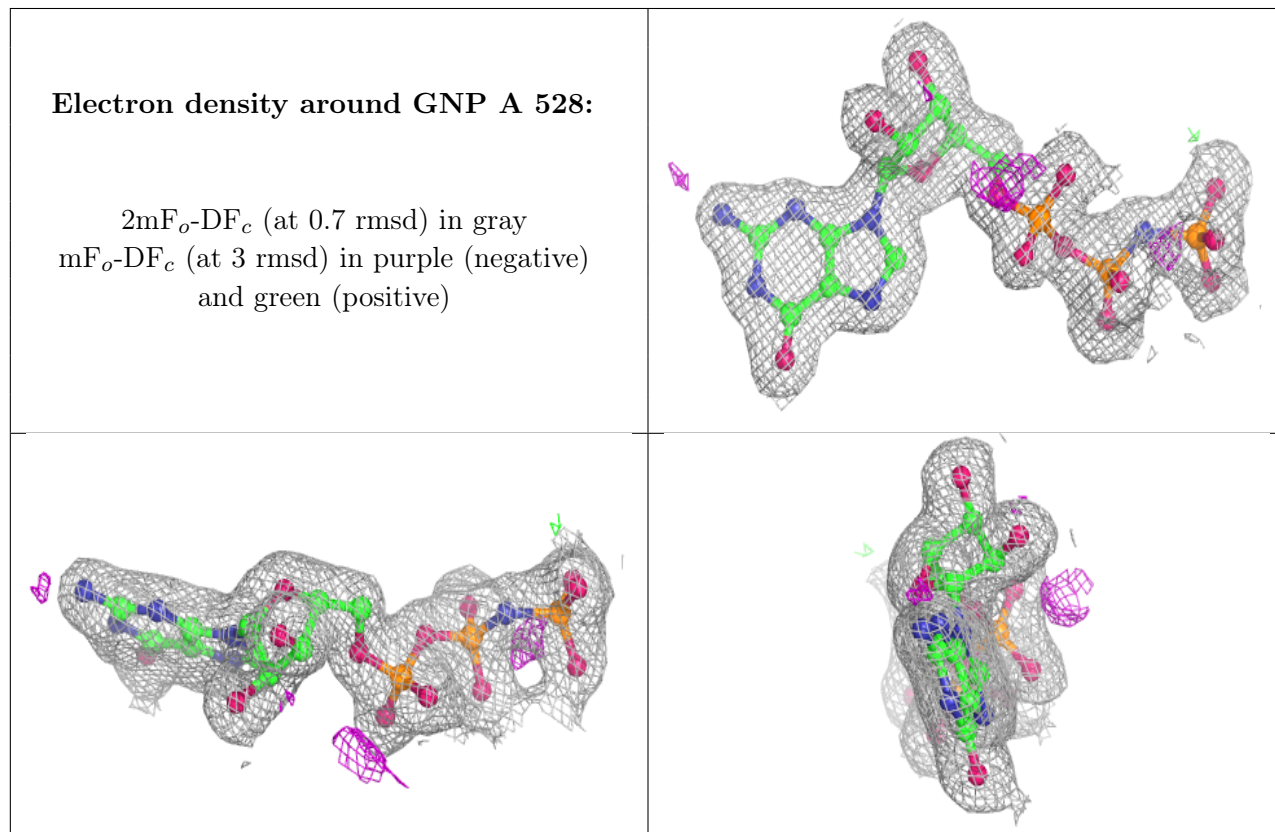 Electron density around GNP A 528:
2mFo-DFc (at 0.7 rmsd) in gray
mFo-DFc (at 3 rmsd) in purple (negative)
and green (positive)